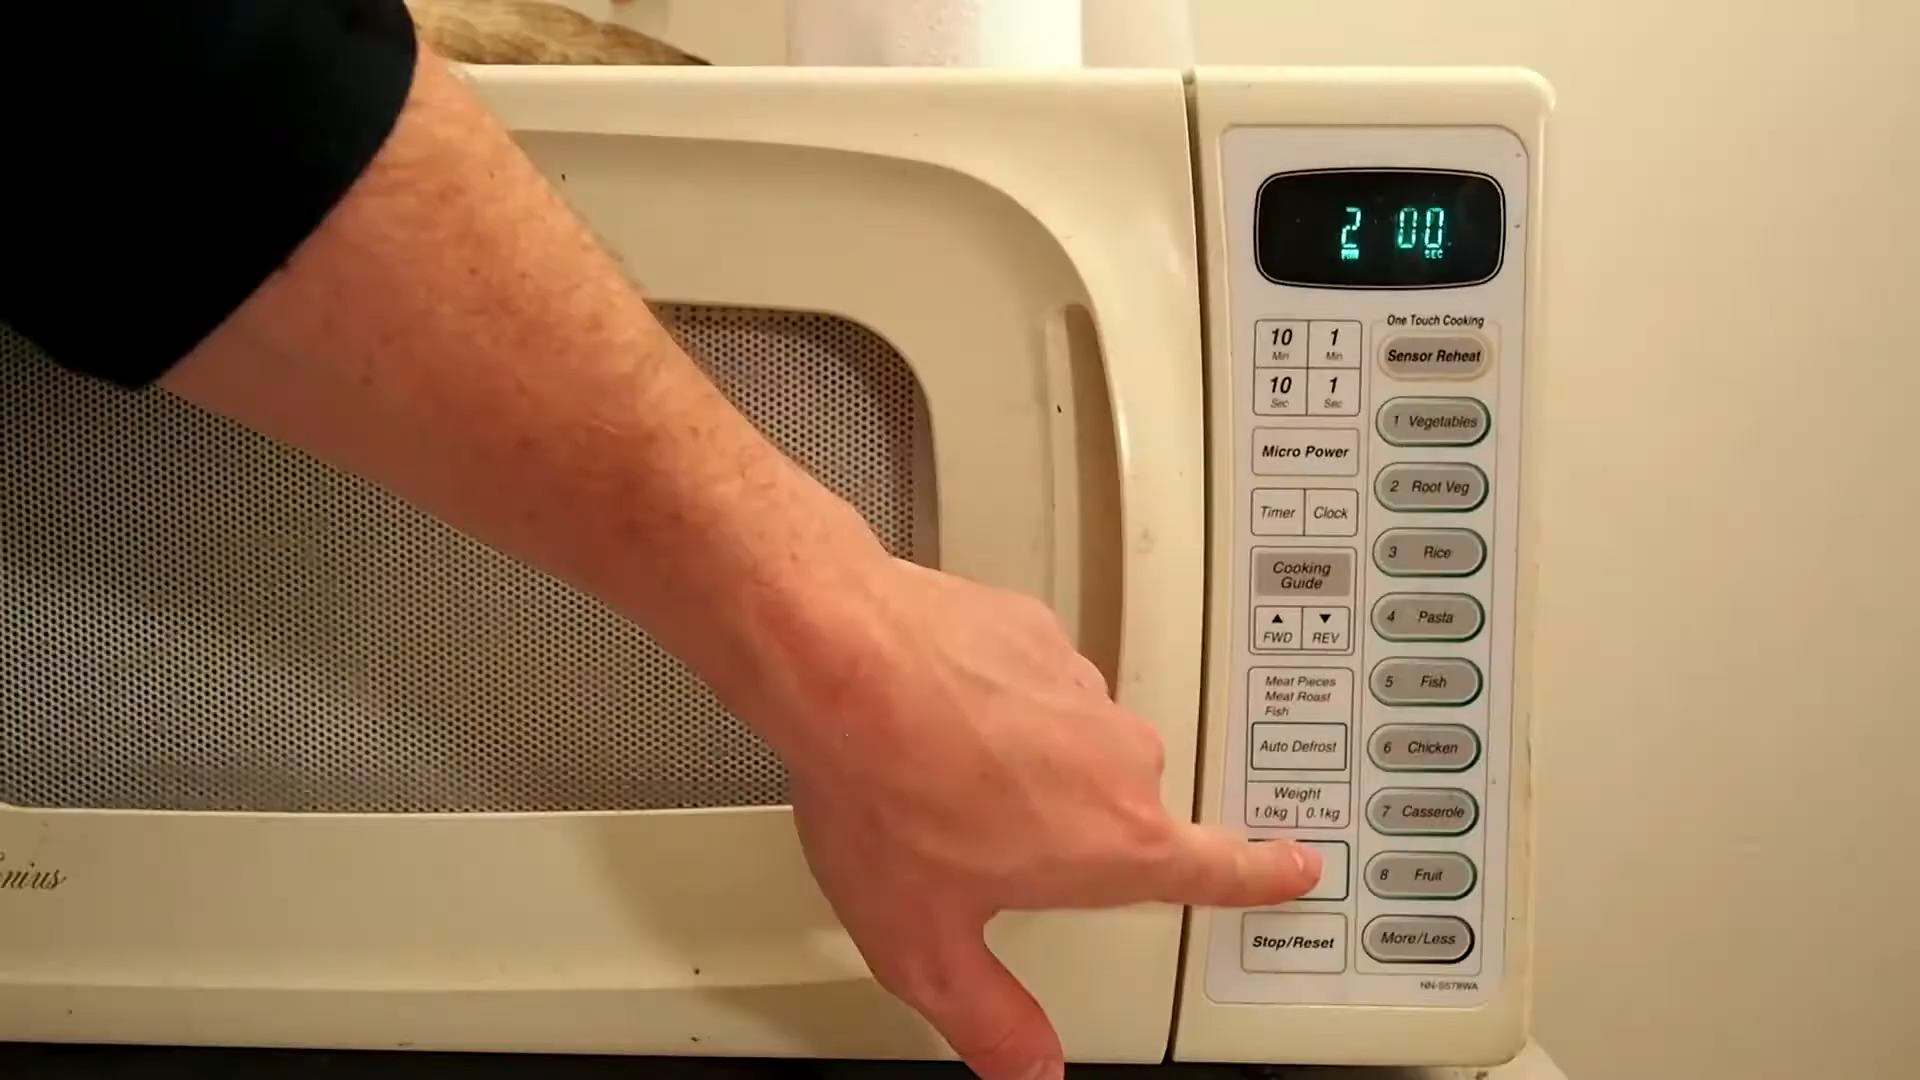 2 00
MIN SEC
One Touch Cooking
10 Min 1 Min
Sensor Reheat
10 Sec 1 Sec
1 Vegetables
Micro Power
2 Root Veg
Timer Clock
3 Rice
Cooking
Guide
4 Pasta
▲ ▼
FWD REV
Meat Pieces
Meat Roast
Fish
5 Fish
Auto Defrost
6 Chicken
Weight
1.0kg 0.1kg
7 Casserole
8 Fruit
Stop/Reset
More/Less